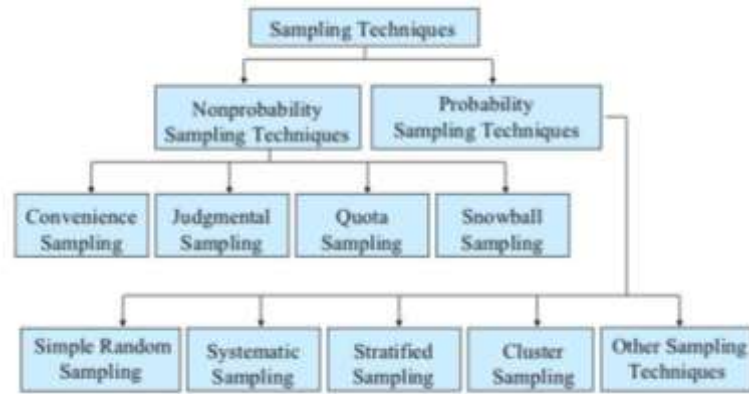 Sampling Techniques
Nonprobability
Sampling Techniques
Probability
Sampling Techniques
Convenience
Sampling
Judgmental
Sampling
Quota
Sampling
Snowball
Sampling
Simple Random
Sampling
Systematic
Sampling
Stratified
Sampling
Cluster
Sampling
Other Sampling
Techniques